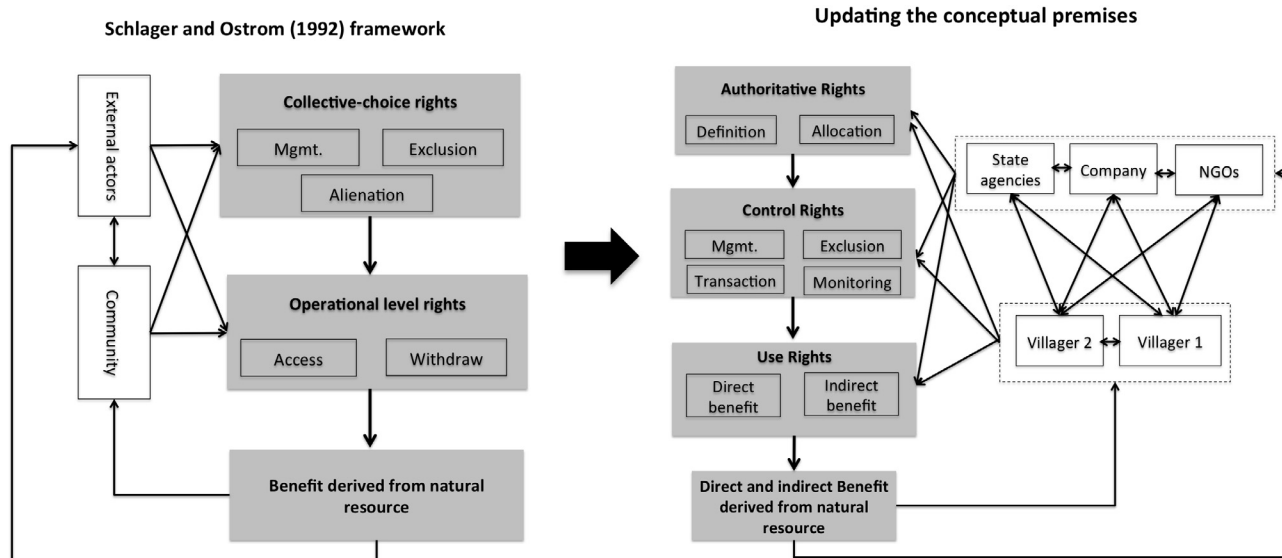 Schlager and Ostrom (1992) framework
External actors
Community
Collective-choice rights
Mgmt.
Exclusion
Alienation
Operational level rights
Access
Withdraw
Benefit derived from natural
resource
Updating the conceptual premises
Authoritative Rights
Definition
Allocation
Control Rights
Mgmt.
Exclusion
Transaction
Monitoring
Use Rights
Direct
benefit
Indirect
benefit
Direct and indirect Benefit
derived from natural
resource
State
agencies
Company
NGOs
Villager 2
Villager 1